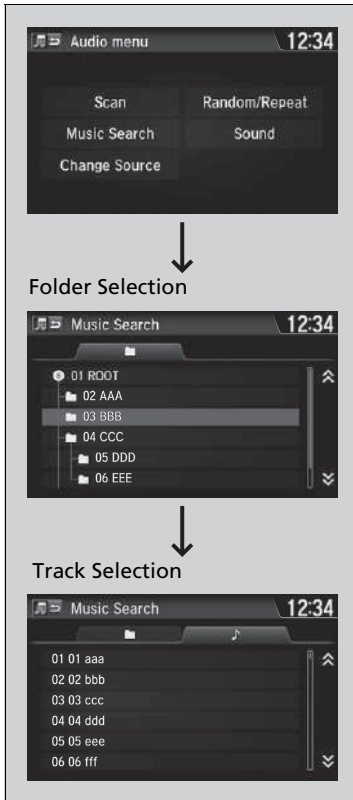 Audio menu 12:34
Scan Random/Repeat
Music Search Sound
Change Source
Folder Selection
Music Search 12:34
01 ROOT
02 AAA
03 BBB
04 CCC
05 DDD
06 EEE
Track Selection
Music Search 12:34
01 01 aaa
02 02 bbb
03 03 ccc
04 04 ddd
05 05 eee
06 06 fff